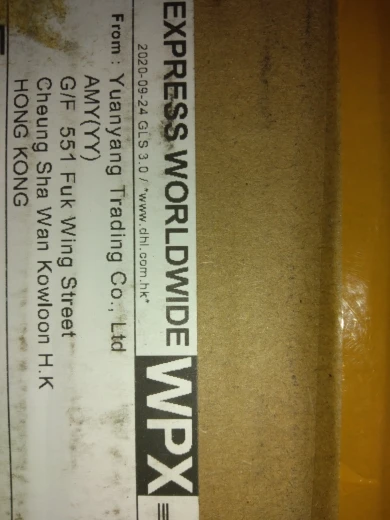 EXPRESS WORLDWIDE WPX
2020-09-24 GLS 3.0 / *www.dhl.com.hk*
From : Yuanyang Trading Co., Ltd
AMY(YY)
G/F 551 Fuk Wing Street
Cheung Sha Wan Kowloon H.K
HONG KONG